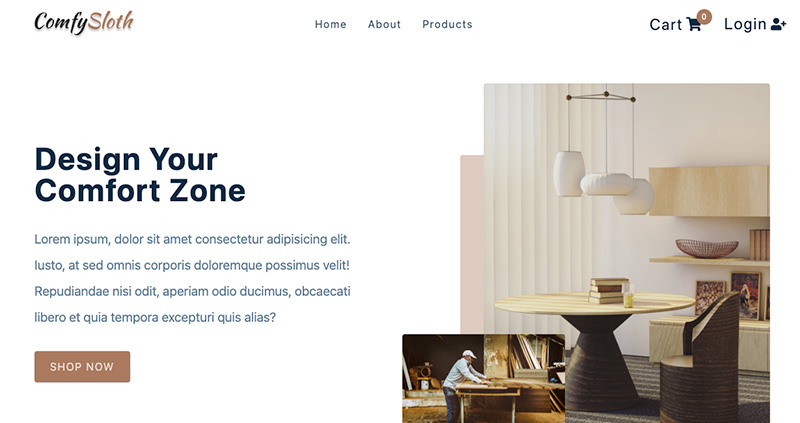 ComfySloth
Home About Products
Cart 0 Login
Design Your
Comfort Zone
Lorem ipsum, dolor sit amet consectetur adipisicing elit.
Iusto, at sed omnis corporis doloremque possimus velit!
Repudiandae nisi odit, aperiam odio ducimus, obcaecati
libero et quia tempora excepturi quis alias?
SHOP NOW